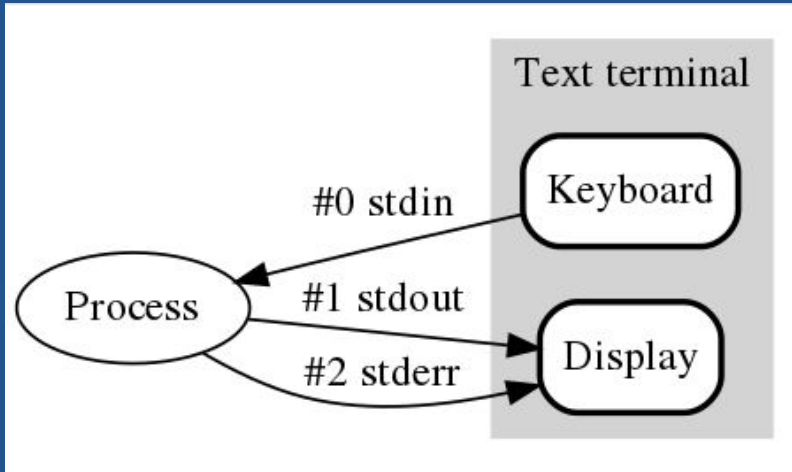 Text terminal
Keyboard
#0 stdin
Process
#1 stdout
Display
#2 stderr